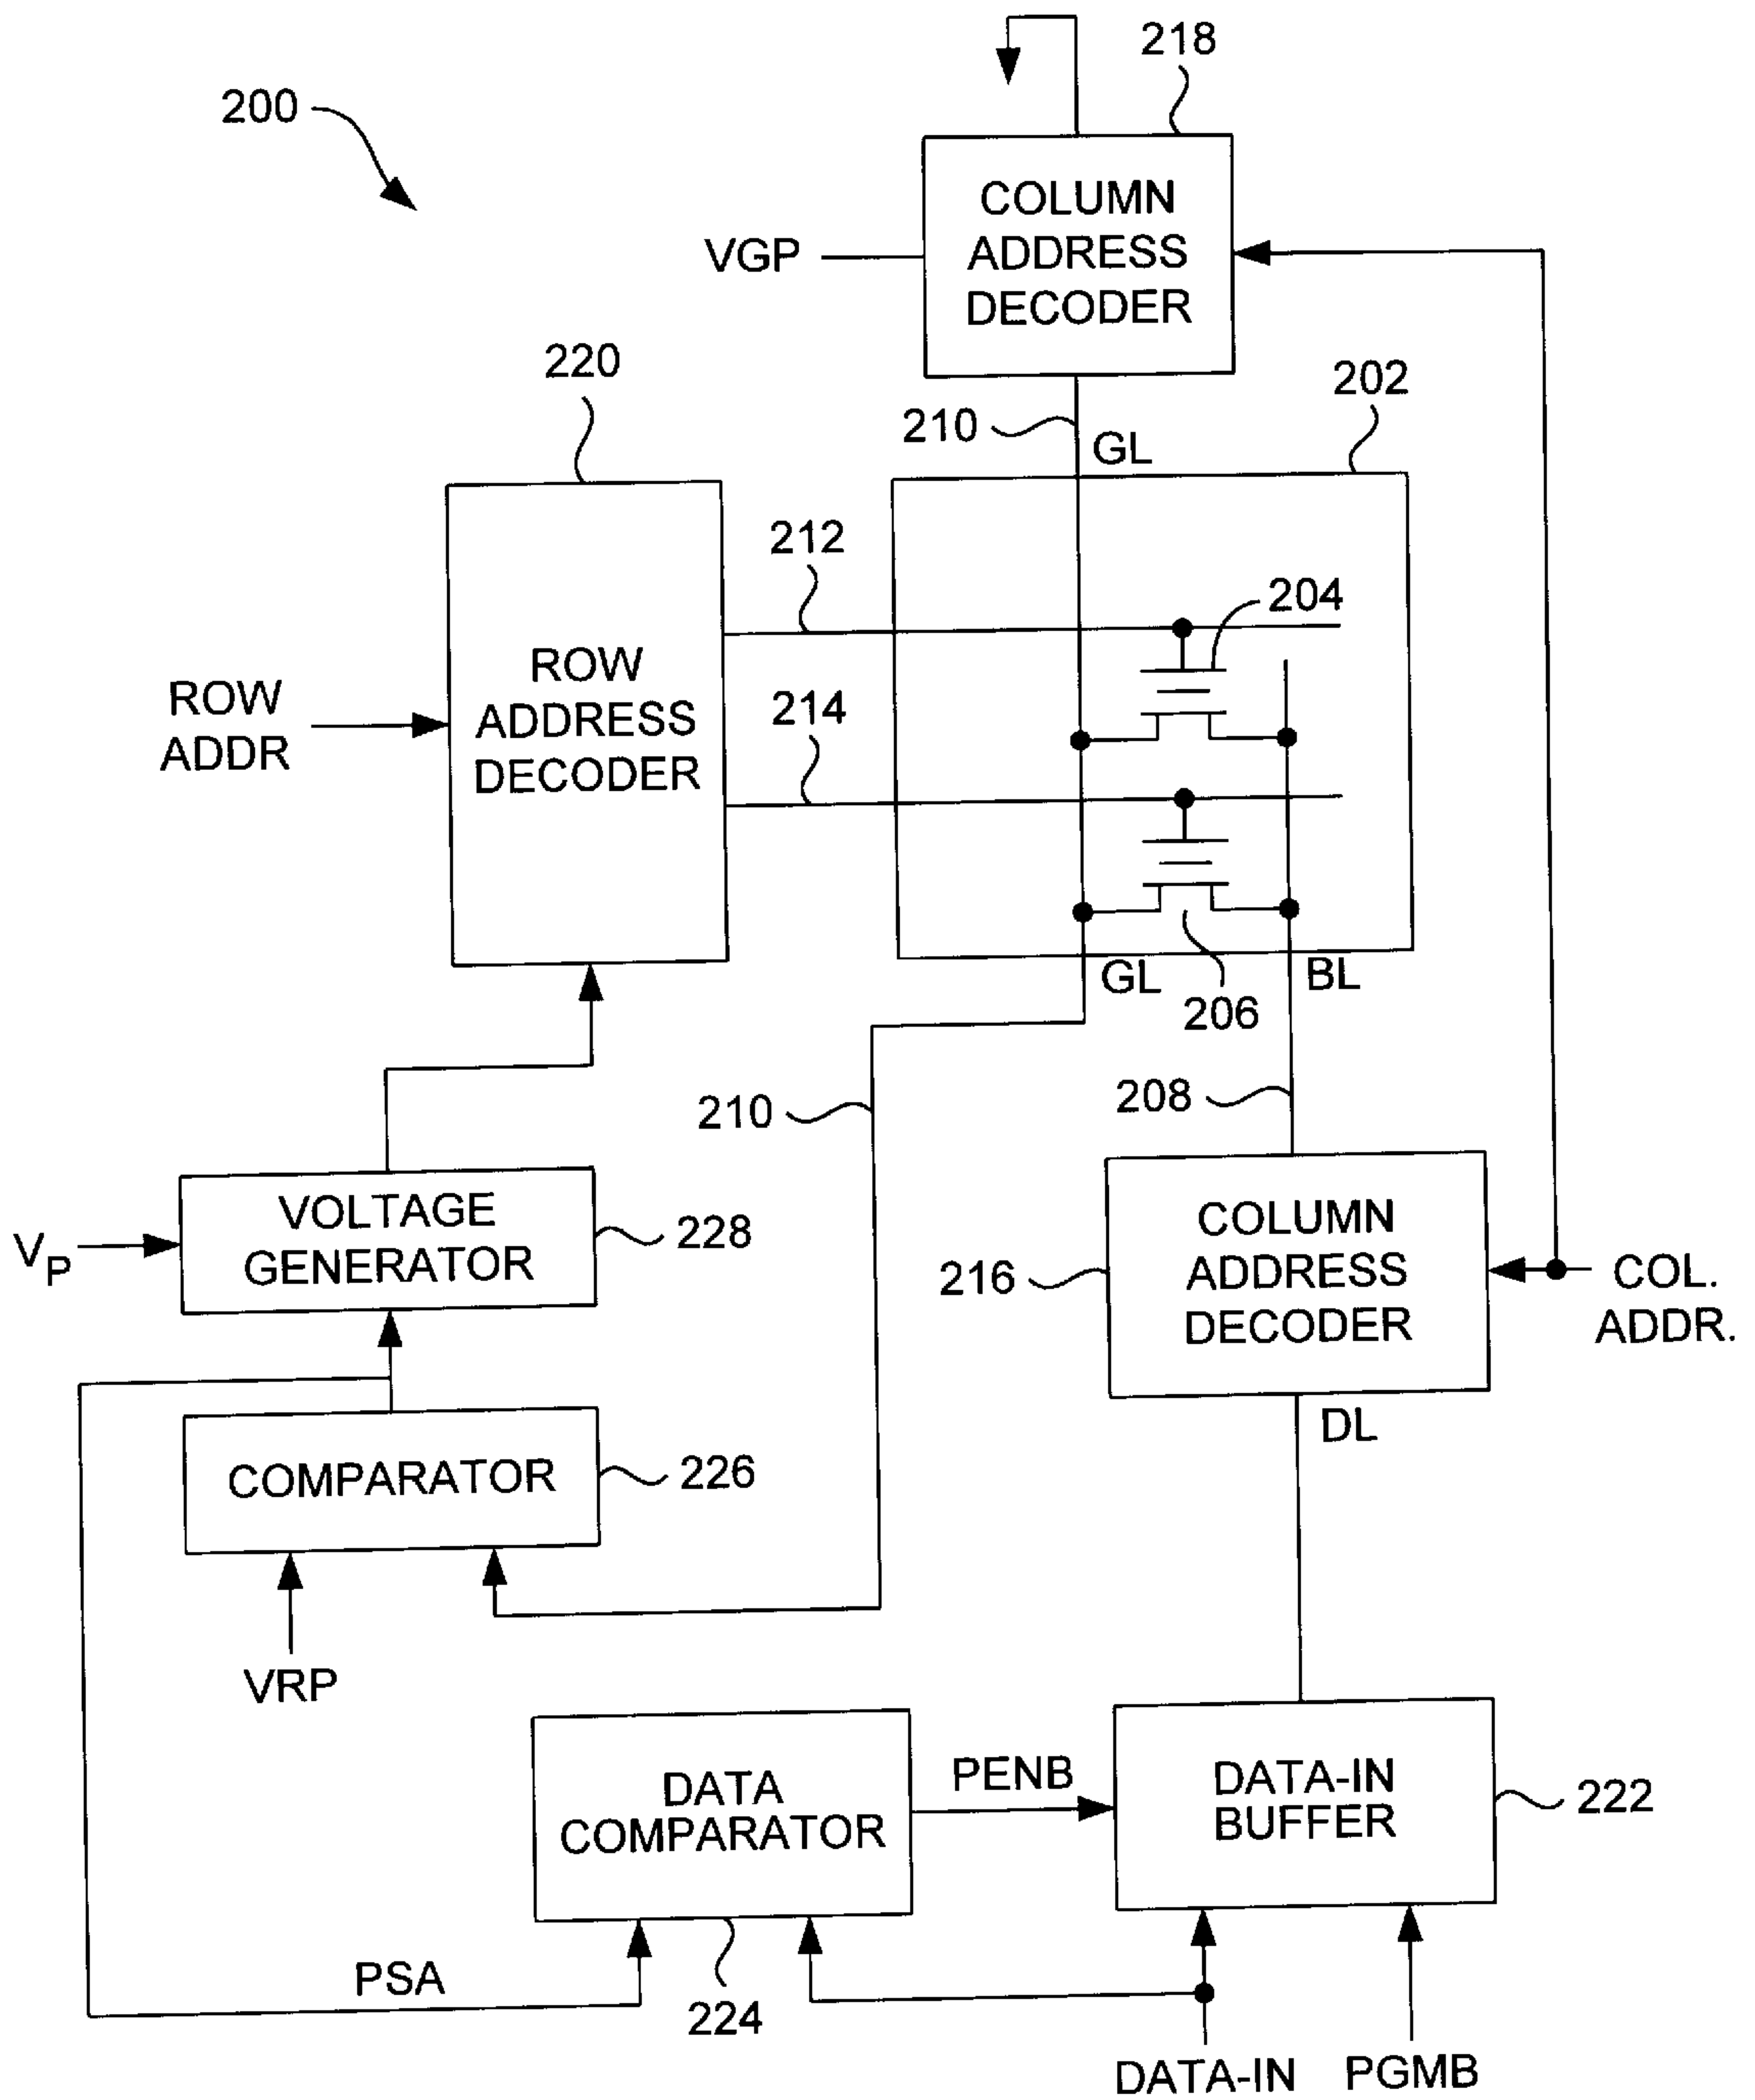 218
200
COLUMN
ADDRESS
DECODER
VGP
220
202
210
GL
212
204
ROW
ADDRESS
DECODER
ROW
ADDR
214
GL
BL
206
210
208
VOLTAGE
GENERATOR
228
VP
COLUMN
ADDRESS
DECODER
216
COL.
ADDR.
DL
COMPARATOR
226
VRP
DATA
COMPARATOR
PENB
DATA-IN
BUFFER
222
PSA
224
DATA-IN
PGMB